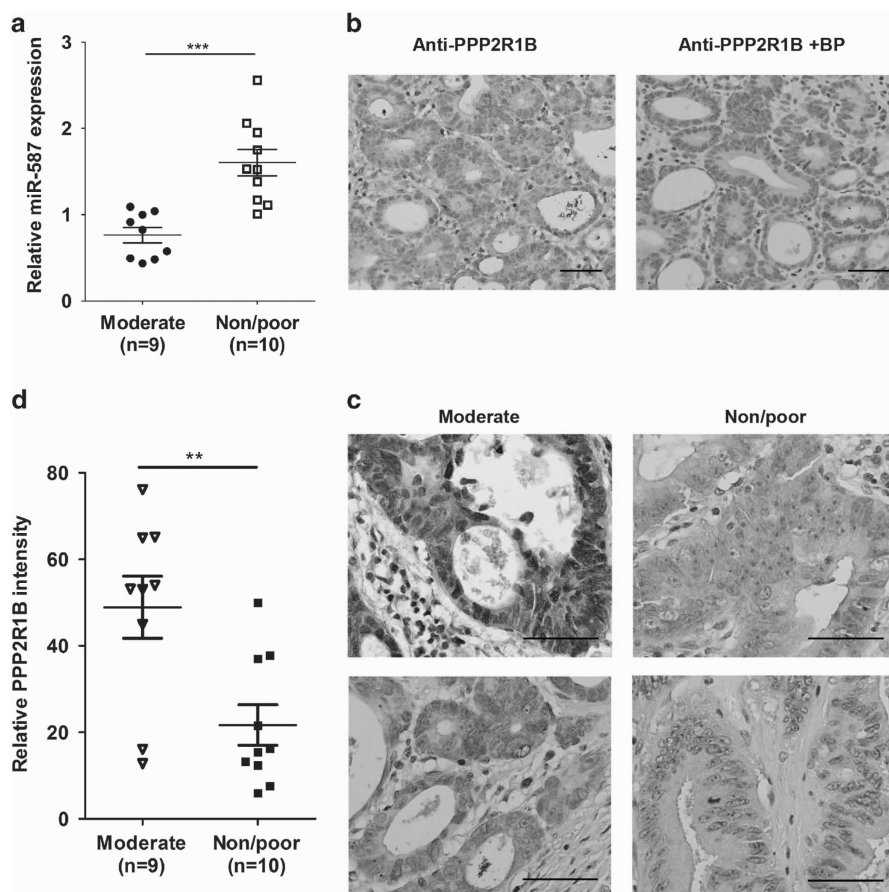 a
Relative miR-587 expression
3
2
1
0
***
Moderate
(n=9)
Non/poor
(n=10)
b
Anti-PPP2R1B
Anti-PPP2R1B +BP
d
Relative PPP2R1B intensity
80
60
40
20
0
**
Moderate
(n=9)
Non/poor
(n=10)
c
Moderate
Non/poor